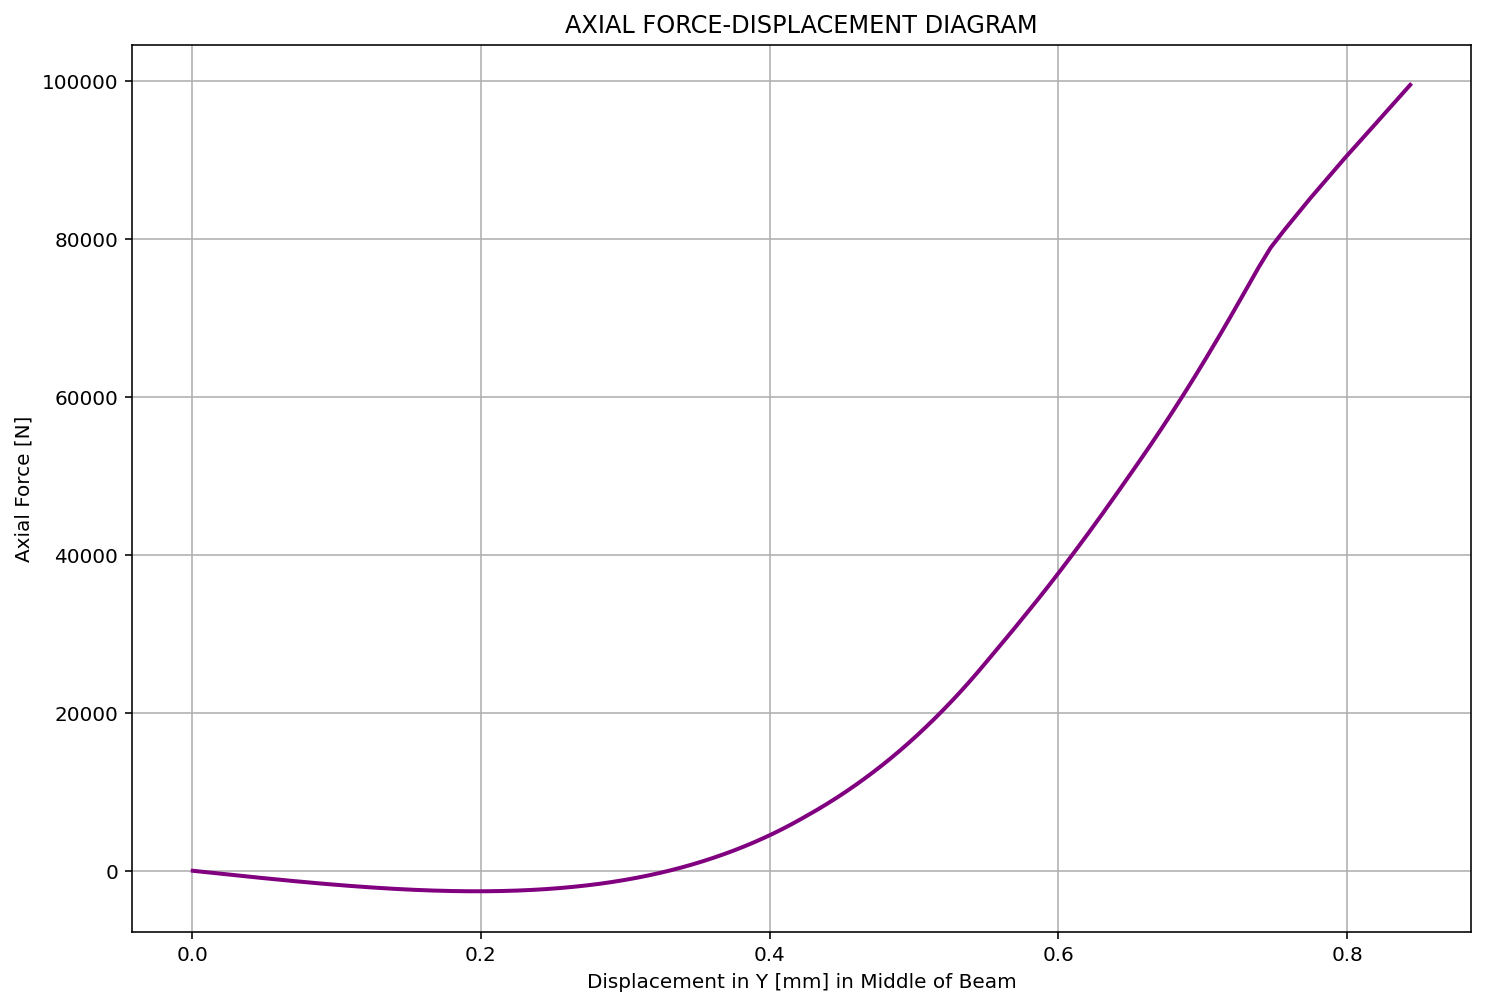 AXIAL FORCE-DISPLACEMENT DIAGRAM
100000
80000
60000
40000
20000
0
Axial Force [N]
0.0 0.2 0.4 0.6 0.8
Displacement in Y [mm] in Middle of Beam